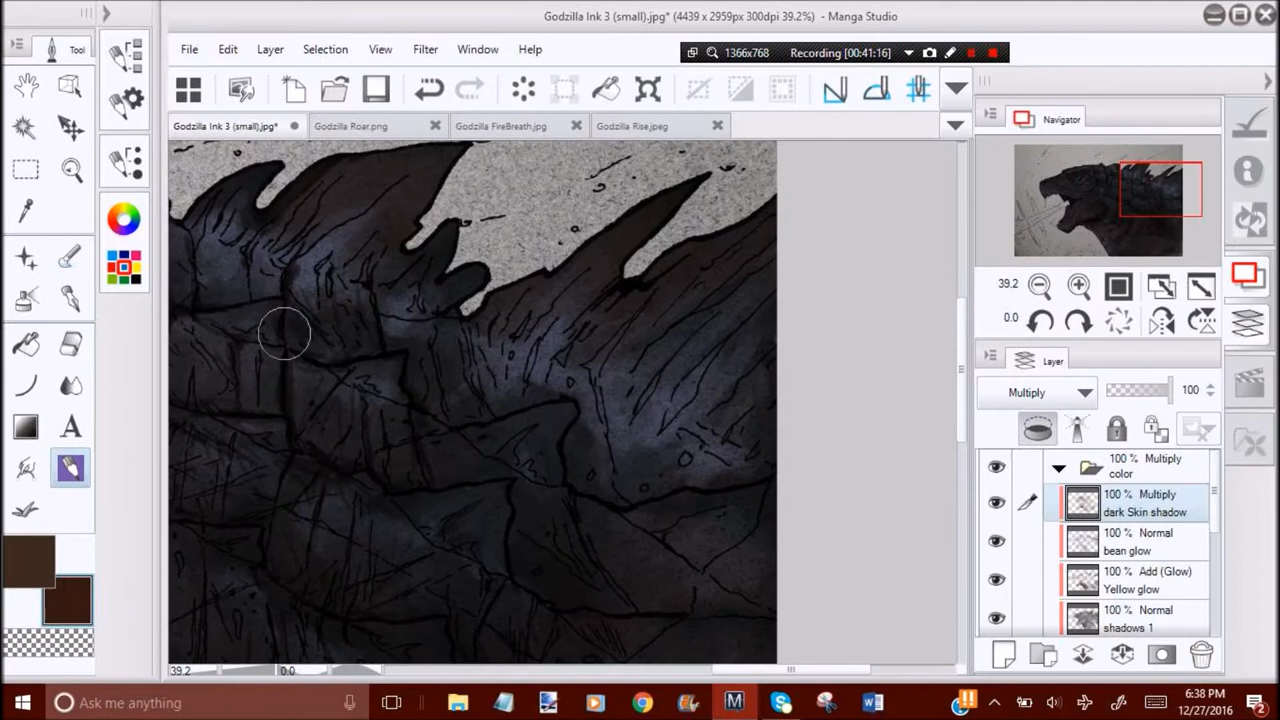 Godzilla Ink 3 (small).jpg* (4439 x 2959px 300dpi 39.2%) - Manga Studio
Tool
File Edit Layer Selection View Filter Window Help
1366x768 Recording [00:41:16]
Godzilla Ink 3 (small).jpg* Godzilla Roar.png Godzilla FireBreath.jpg Godzilla Rise.jpeg
Navigator
39.2
0.0
Layer
Multiply 100
100 % Multiply
color
100 % Multiply
dark Skin shadow
100 % Normal
bean glow
100 % Add (Glow)
Yellow glow
100 % Normal
shadows 1
39.2 0.0
Ask me anything
6:38 PM
12/27/2016
2